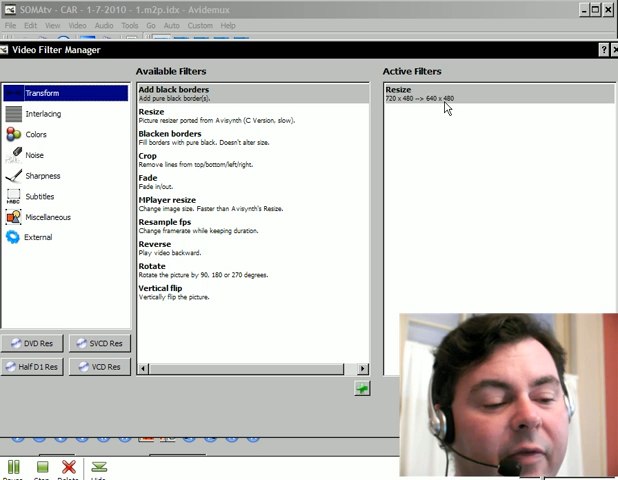 SOMAtv - CAR - 1-7-2010 - 1.m2p.idx - Avidemux
File Edit View Video Audio Tools Go Auto Custom Help
Video Filter Manager
Available Filters
Active Filters
Transform
Interlacing
Colors
Noise
Sharpness
Subtitles
Miscellaneous
External
Add black borders
Add pure black border(s).
Resize
Picture resizer ported from Avisynth (C Version, slow).
Blacken borders
Fill borders with pure black. Doesn't alter size.
Crop
Remove lines from top/bottom/left/right.
Fade
Fade in/out.
MPlayer resize
Change image size. Faster than Avisynth's Resize.
Resample fps
Change framerate while keeping duration.
Reverse
Play video backward.
Rotate
Rotate the picture by 90, 180 or 270 degrees.
Vertical flip
Vertically flip the picture.
Resize
720 x 480 --> 640 x 480
DVD Res
SVCD Res
Half D1 Res
VCD Res
Pause Stop Delete Hide